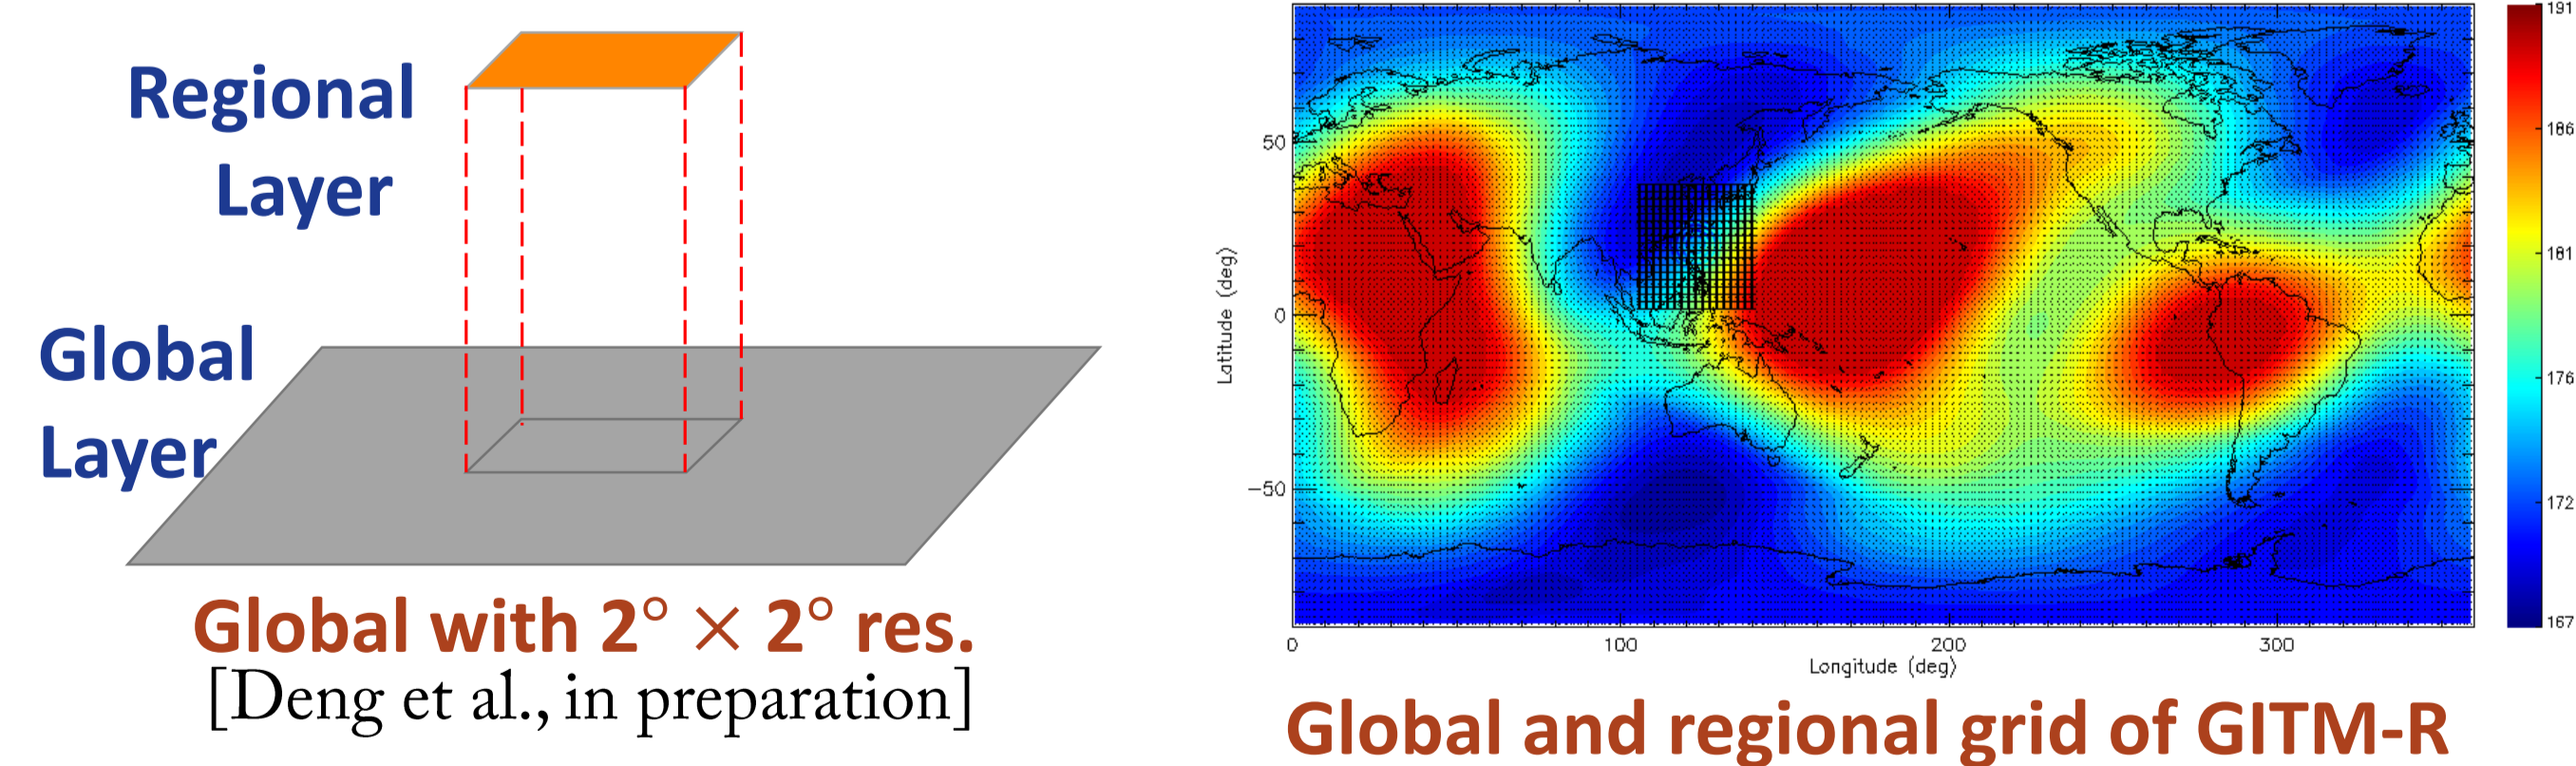 Regional
Layer
Global
Layer
Global with 2° × 2° res.
[Deng et al., in preparation]
50
0
−50
Latitude (deg)
0
100
200
300
Longitude (deg)
191
186
181
176
172
167
Global and regional grid of GITM-R